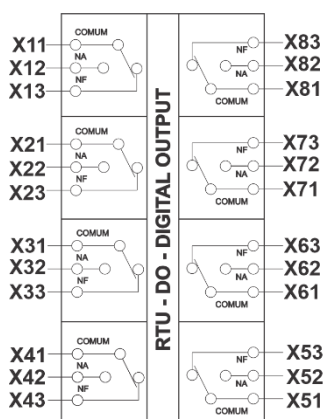 X11 COMUM
X12 NA
X13 NF
X21 COMUM
X22 NA
X23 NF
X31 COMUM
X32 NA
X33 NF
X41 COMUM
X42 NA
X43 NF
RTU - DO - DIGITAL OUTPUT
NF X83
NA X82
COMUM X81
NF X73
NA X72
COMUM X71
NF X63
NA X62
COMUM X61
NF X53
NA X52
COMUM X51